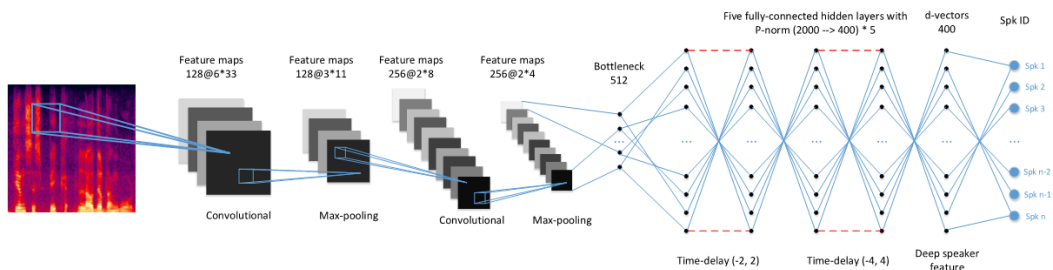 Feature maps
128@6*33
Feature maps
128@3*11
Feature maps
256@2*8
Feature maps
256@2*4
Bottleneck
512
Five fully-connected hidden layers with
P-norm (2000 --> 400) * 5
d-vectors
400
Spk ID
Spk 1
Spk 2
Spk 3
...
...
...
...
...
...
...
...
Spk n-2
Spk n-1
Spk n
Convolutional
Max-pooling
Convolutional
Max-pooling
Time-delay (-2, 2)
Time-delay (-4, 4)
Deep speaker
feature